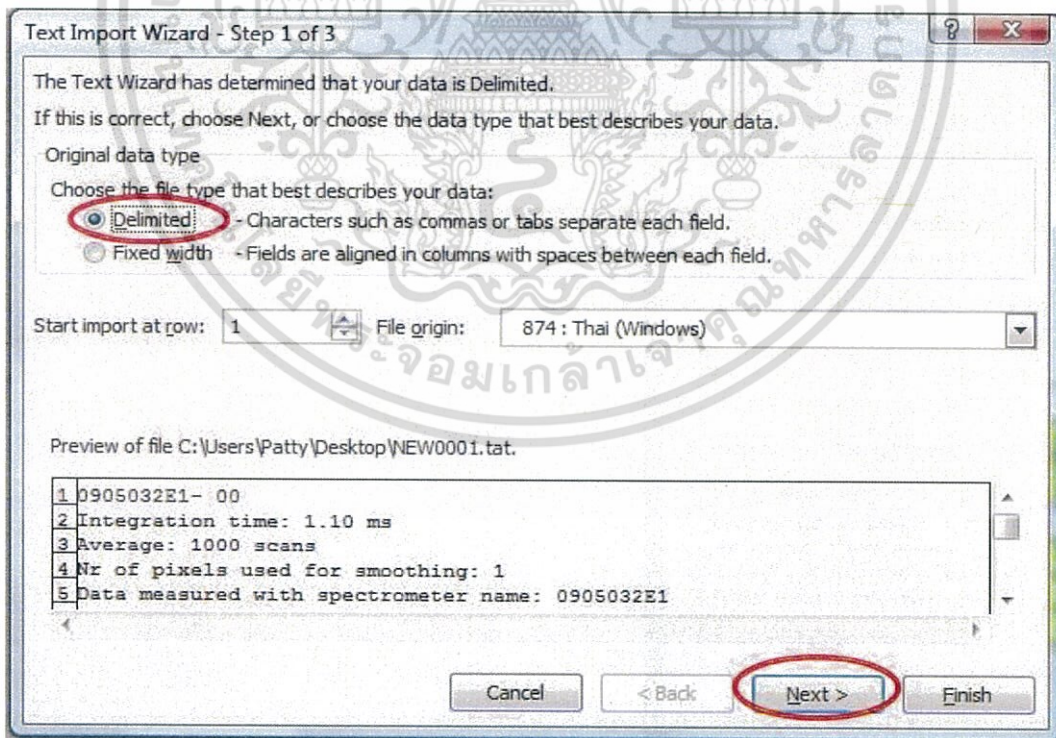 Text Import Wizard - Step 1 of 3
The Text Wizard has determined that your data is Delimited.
If this is correct, choose Next, or choose the data type that best describes your data.
Original data type
Choose the file type that best describes your data:
Delimited - Characters such as commas or tabs separate each field.
Fixed width - Fields are aligned in columns with spaces between each field.
Start import at row: 1 File origin: 874 : Thai (Windows)
Preview of file C:\Users\Patty\Desktop\NEW0001.tat.
1 0905032E1- 00
2 Integration time: 1.10 ms
3 Average: 1000 scans
4 Nr of pixels used for smoothing: 1
5 Data measured with spectrometer name: 0905032E1
Cancel < Back Next > Finish